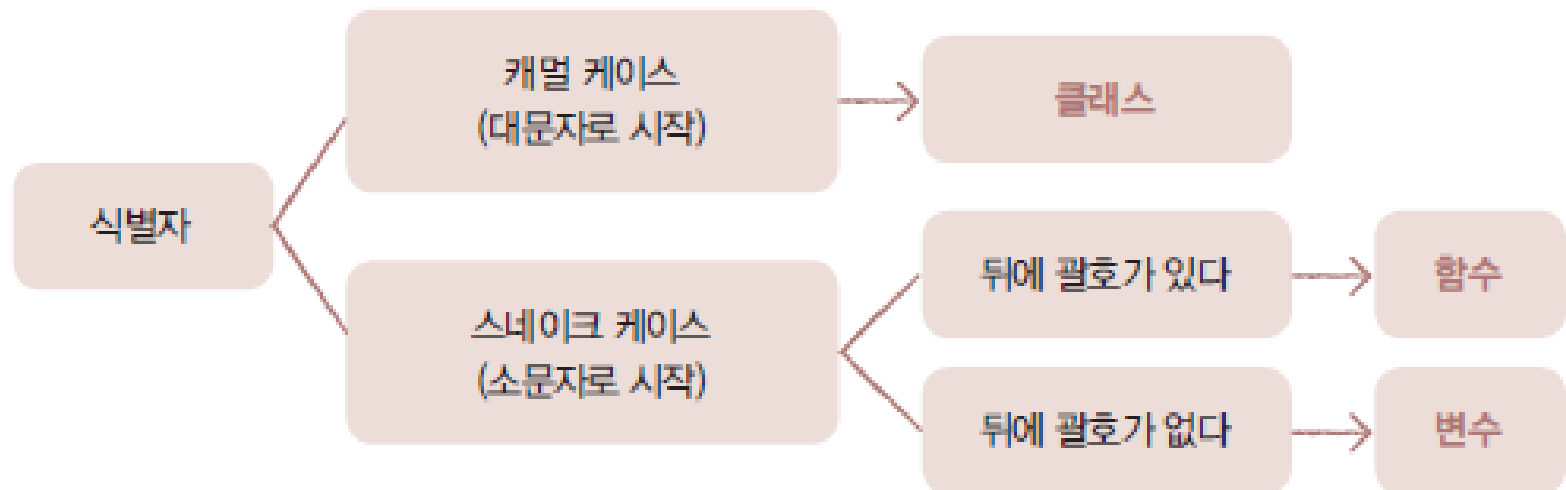 식별자
캐멀 케이스
(대문자로 시작)
클래스
스네이크 케이스
(소문자로 시작)
뒤에 괄호가 있다
함수
뒤에 괄호가 없다
변수